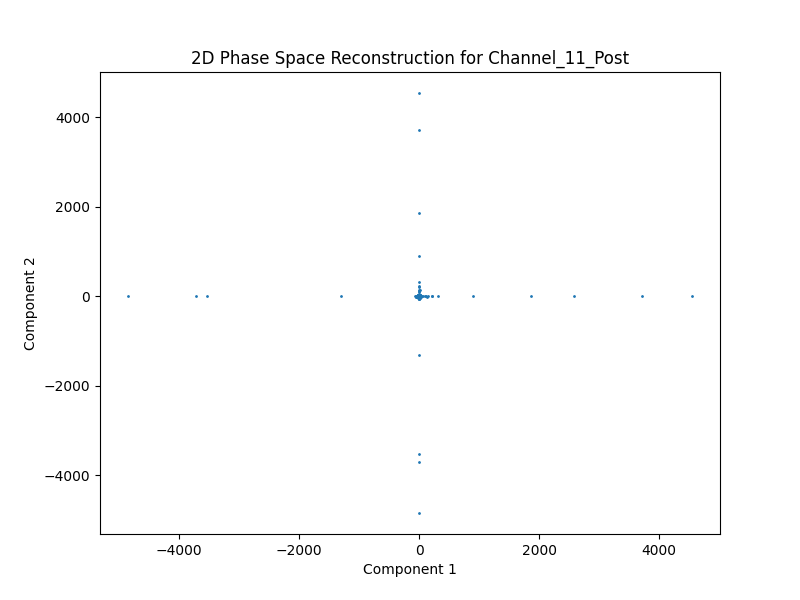 2D Phase Space Reconstruction for Channel_11_Post
4000
2000
0
−2000
−4000
Component 2
−4000 −2000 0 2000 4000
Component 1